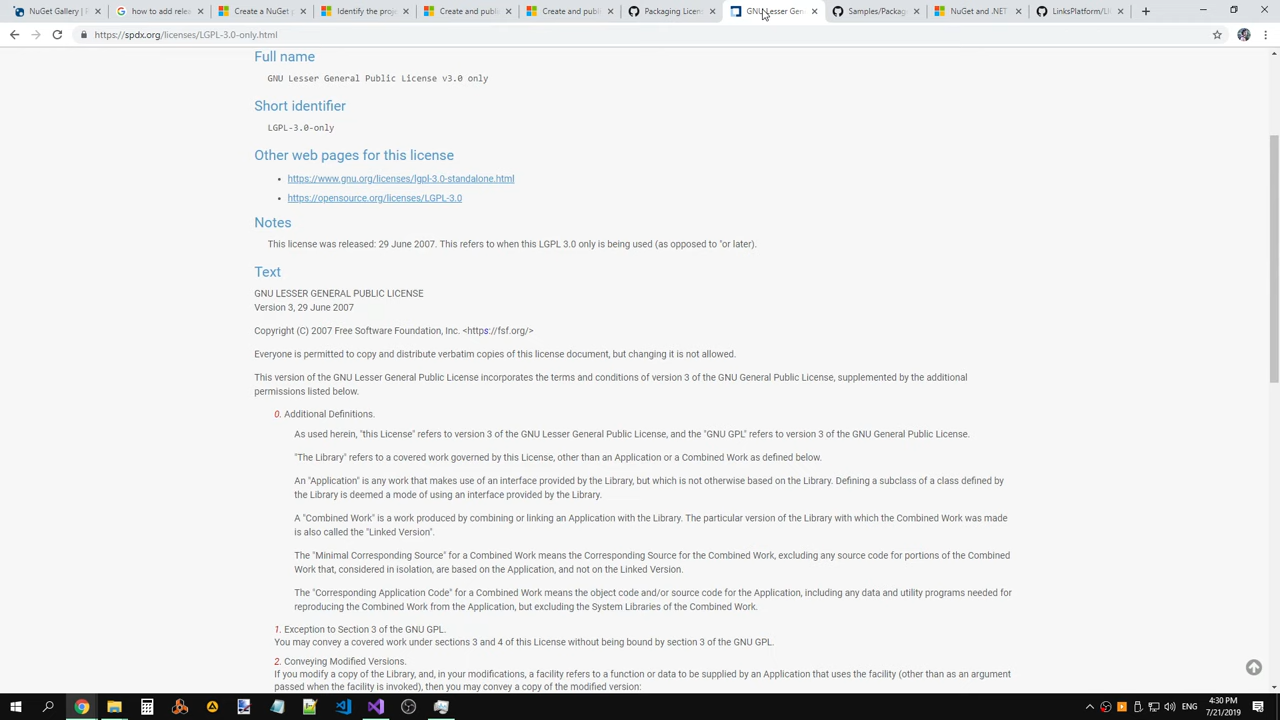 NuGet Gallery | R
how to add relea
Create a NuGet p
Identify the proje
Create and publi
Create and publi
Packaging Licens
GNU Lesser Gene
Samples/Package
NuGet and .NET
LinksPlatform/Li
https://spdx.org/licenses/LGPL-3.0-only.html
Full name
GNU Lesser General Public License v3.0 only
Short identifier
LGPL-3.0-only
Other web pages for this license
• https://www.gnu.org/licenses/lgpl-3.0-standalone.html
• https://opensource.org/licenses/LGPL-3.0
Notes
This license was released: 29 June 2007. This refers to when this LGPL 3.0 only is being used (as opposed to "or later).
Text
GNU LESSER GENERAL PUBLIC LICENSE
Version 3, 29 June 2007
Copyright (C) 2007 Free Software Foundation, Inc. <https://fsf.org/>
Everyone is permitted to copy and distribute verbatim copies of this license document, but changing it is not allowed.
This version of the GNU Lesser General Public License incorporates the terms and conditions of version 3 of the GNU General Public License, supplemented by the additional
permissions listed below.
0. Additional Definitions.
As used herein, "this License" refers to version 3 of the GNU Lesser General Public License, and the "GNU GPL" refers to version 3 of the GNU General Public License.
"The Library" refers to a covered work governed by this License, other than an Application or a Combined Work as defined below.
An "Application" is any work that makes use of an interface provided by the Library, but which is not otherwise based on the Library. Defining a subclass of a class defined by
the Library is deemed a mode of using an interface provided by the Library.
A "Combined Work" is a work produced by combining or linking an Application with the Library. The particular version of the Library with which the Combined Work was made
is also called the "Linked Version".
The "Minimal Corresponding Source" for a Combined Work means the Corresponding Source for the Combined Work, excluding any source code for portions of the Combined
Work that, considered in isolation, are based on the Application, and not on the Linked Version.
The "Corresponding Application Code" for a Combined Work means the object code and/or source code for the Application, including any data and utility programs needed for
reproducing the Combined Work from the Application, but excluding the System Libraries of the Combined Work.
1. Exception to Section 3 of the GNU GPL.
You may convey a covered work under sections 3 and 4 of this License without being bound by section 3 of the GNU GPL.
2. Conveying Modified Versions.
If you modify a copy of the Library, and, in your modifications, a facility refers to a function or data to be supplied by an Application that uses the facility (other than as an argument
passed when the facility is invoked), then you may convey a copy of the modified version:
ENG
4:30 PM
7/21/2019